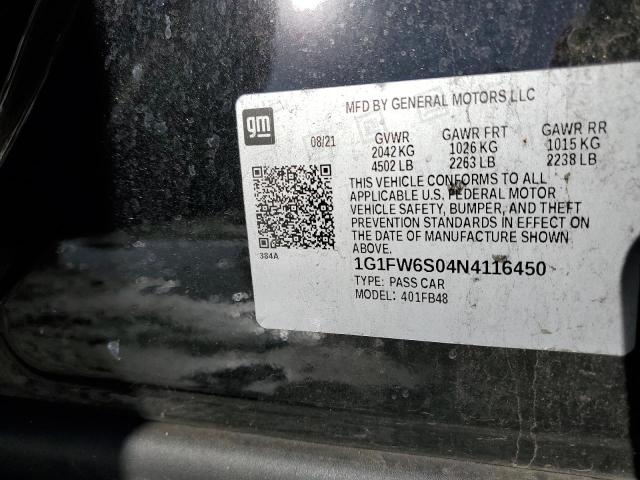 gm
MFD BY GENERAL MOTORS LLC
08/21 GVWR GAWR FRT GAWR RR
2042 KG 1026 KG 1015 KG
4502 LB 2263 LB 2238 LB
THIS VEHICLE CONFORMS TO ALL
APPLICABLE U.S. FEDERAL MOTOR
VEHICLE SAFETY, BUMPER, AND THEFT
PREVENTION STANDARDS IN EFFECT ON
THE DATE OF MANUFACTURE SHOWN
ABOVE.
384A
1G1FW6S04N4116450
TYPE: PASS CAR
MODEL: 401FB48